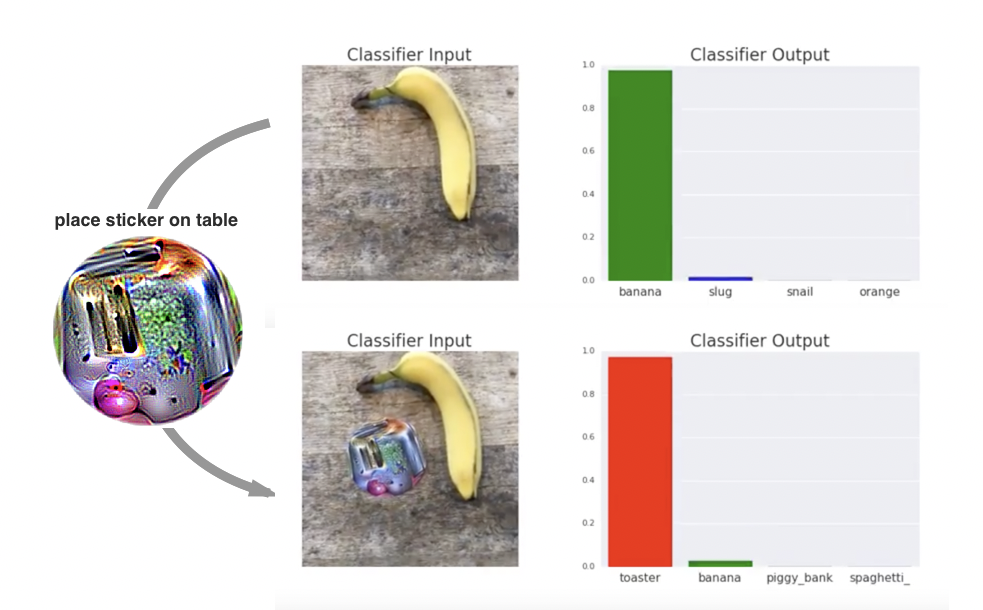 Classifier Input
Classifier Output
1.0
0.8
0.6
0.4
0.2
0.0
banana
slug
snail
orange
place sticker on table
Classifier Input
Classifier Output
1.0
0.8
0.6
0.4
0.2
0.0
toaster
banana
piggy_bank
spaghetti_